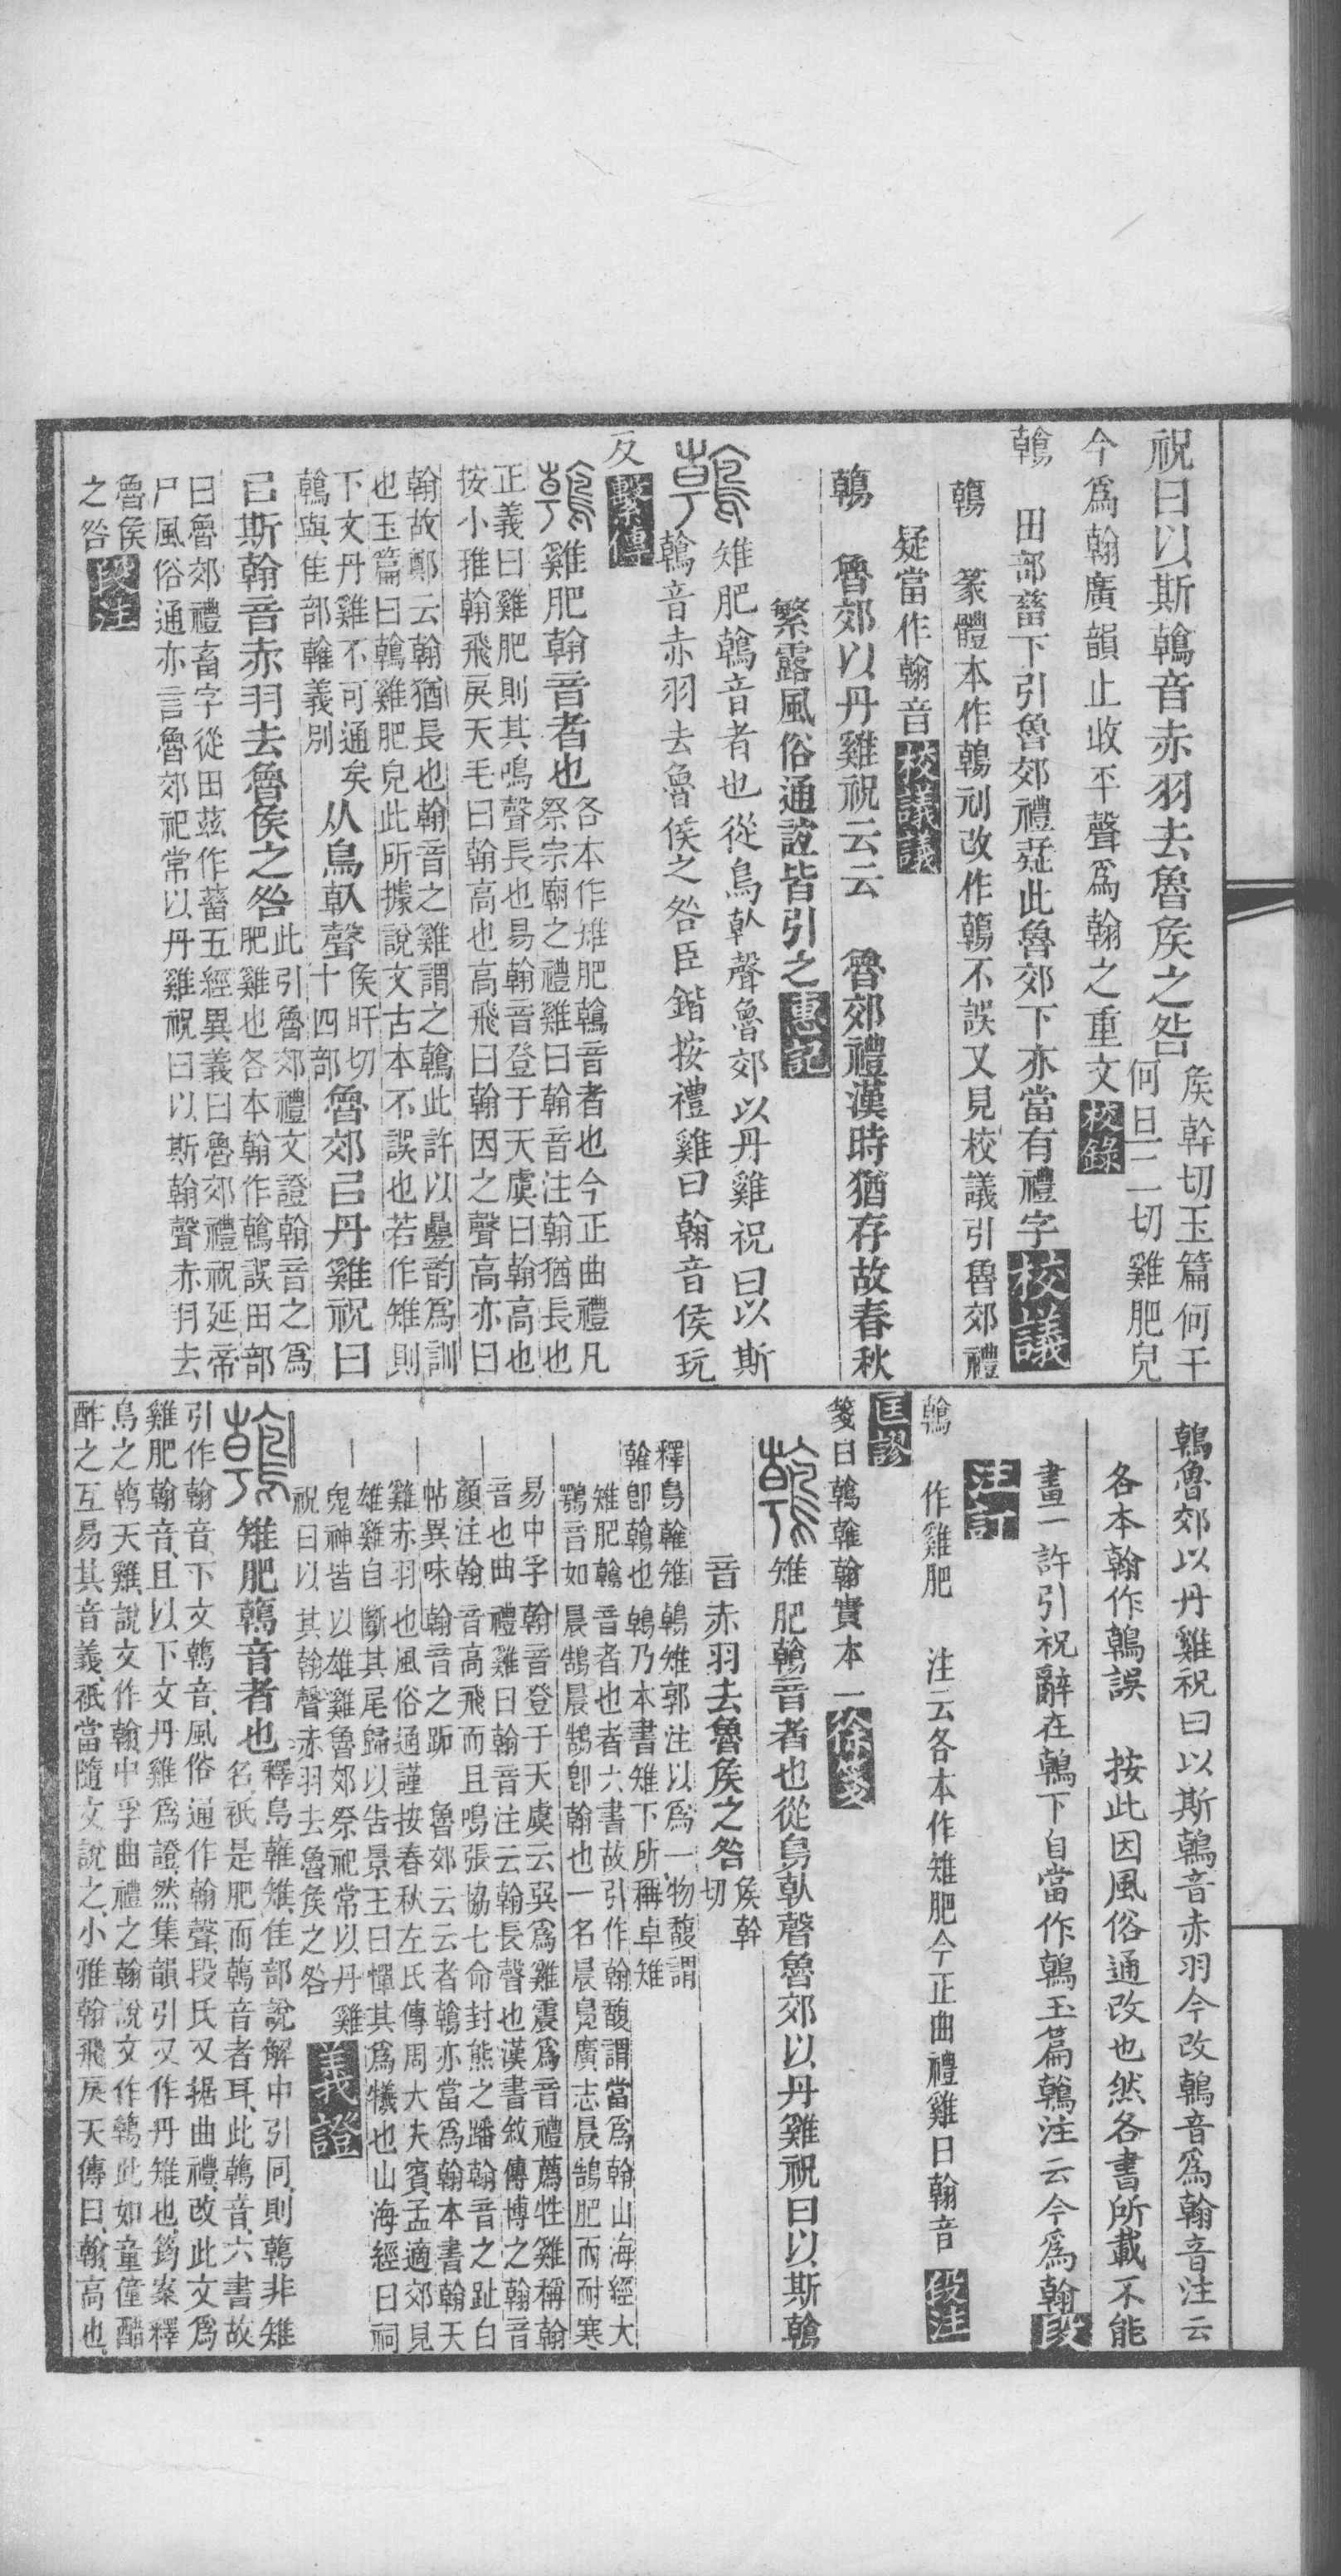 祝曰以斯鶾音赤羽去魯矦之咎
矦幹切玉篇何干
何旦二切雞肥皃
今爲翰廣韻止收平聲爲翰之重文校錄
鶾 田部𤲸下引魯郊禮疑此魯郊下亦當有禮字校議
鶾 篆體本作鶾刓改作鶾不誤又見校議引魯郊禮
疑當作翰音校議議
鶾 魯郊以丹雞祝云云 魯郊禮漢時猶存故春秋
繁露風俗通誼皆引之惠記
雉肥鶾音者也從鳥倝聲魯郊以丹雞祝曰以斯
鶾音赤羽去魯侯之咎臣鍇按禮雞曰翰音侯玩
反繫傳
鶾雞肥翰音者也
各本作雉肥鶾音者也今正曲禮凡
祭宗廟之禮雞曰翰音注翰猶長也
正義曰雞肥則其鳴聲長也易翰音登于天虞曰翰高也
按小雅翰飛戾天毛曰翰高也高飛曰翰因之聲高亦曰
翰故鄭云翰猶長也翰音之雞謂之鶾此許以疊韵爲訓
也玉篇曰鶾雞肥皃此所據說文古本不誤也若作雉則
下文丹雞不可通矣
鶾與隹部雗義別
从鳥倝聲
矦旰切
十四部
魯郊㠯丹雞祝曰
㠯斯翰音赤羽去魯矦之咎
此引魯郊禮文證翰音之爲
肥雞也各本翰作鶾誤田部
曰魯郊禮畜字從田茲作蓄五經異義曰魯郊禮祝延帝
尸風俗通亦言魯郊祀常以丹雞祝曰以斯翰聲赤羽去
魯矦
之咎
段注
鶾魯郊以丹雞祝曰以斯鶾音赤羽今改鶾音爲翰音注云
各本翰作鶾誤 按此因風俗通改也然各書所載不能
畫一許引祝辭在鶾下自當作鶾玉篇鶾注云今爲翰段
注訂
鶾 作雞肥 注云各本作雉肥今正曲禮雞曰翰音 段注
匡謬
箋曰鶾雗翰實本一徐箋
鶾雉肥鶾音者也從鳥倝聲魯郊以丹雞祝曰以斯鶾
音赤羽去魯矦之咎
矦幹
切
釋鳥雗雉鶾雉郭注以爲一物馥謂
雗卽鶾也鶾乃本書雉下所稱卓雉
雉肥鶾音者也者六書故引作翰馥謂當爲翰山海經大
鶚音如晨鵠晨鵠卽翰也一名晨鳧廣志晨鵠肥而耐寒
易中孚翰音登于天虞云巽爲雞震爲音禮薦牲雞稱翰
音也曲禮雞曰翰音注云翰長聲也漢書敘傳博之翰音
顏注翰音高飛而且鳴張協七命封熊之蹯翰音之趾白
帖異味翰音之跖 魯郊云云者鶾亦當爲翰本書翰天
雞赤羽也風俗通謹按春秋左氏傳周大夫賓孟適郊見
雄雞自斷其尾歸以告景王曰憚其爲犧也山海經曰祠
鬼神皆以雄雞魯郊祭祀常以丹雞
祝曰以其翰聲赤羽去魯矦之咎
義證
鶾雉肥鶾音者也
釋鳥雗雉隹部說解中引同則鶾非雉
名祇是肥而鶾音者耳此鶾音六書故
引作翰音下文鶾音風俗通作翰聲段氏又据曲禮改此文爲
雞肥翰音且以下文丹雞爲證然集韻引又作丹雉也筠案釋
鳥之鶾天雞說文作翰中孚曲禮之翰說文作鶾此如童僮醋
酢之互易其音義祇當隨文說之小雅翰飛戾天傳曰翰高也